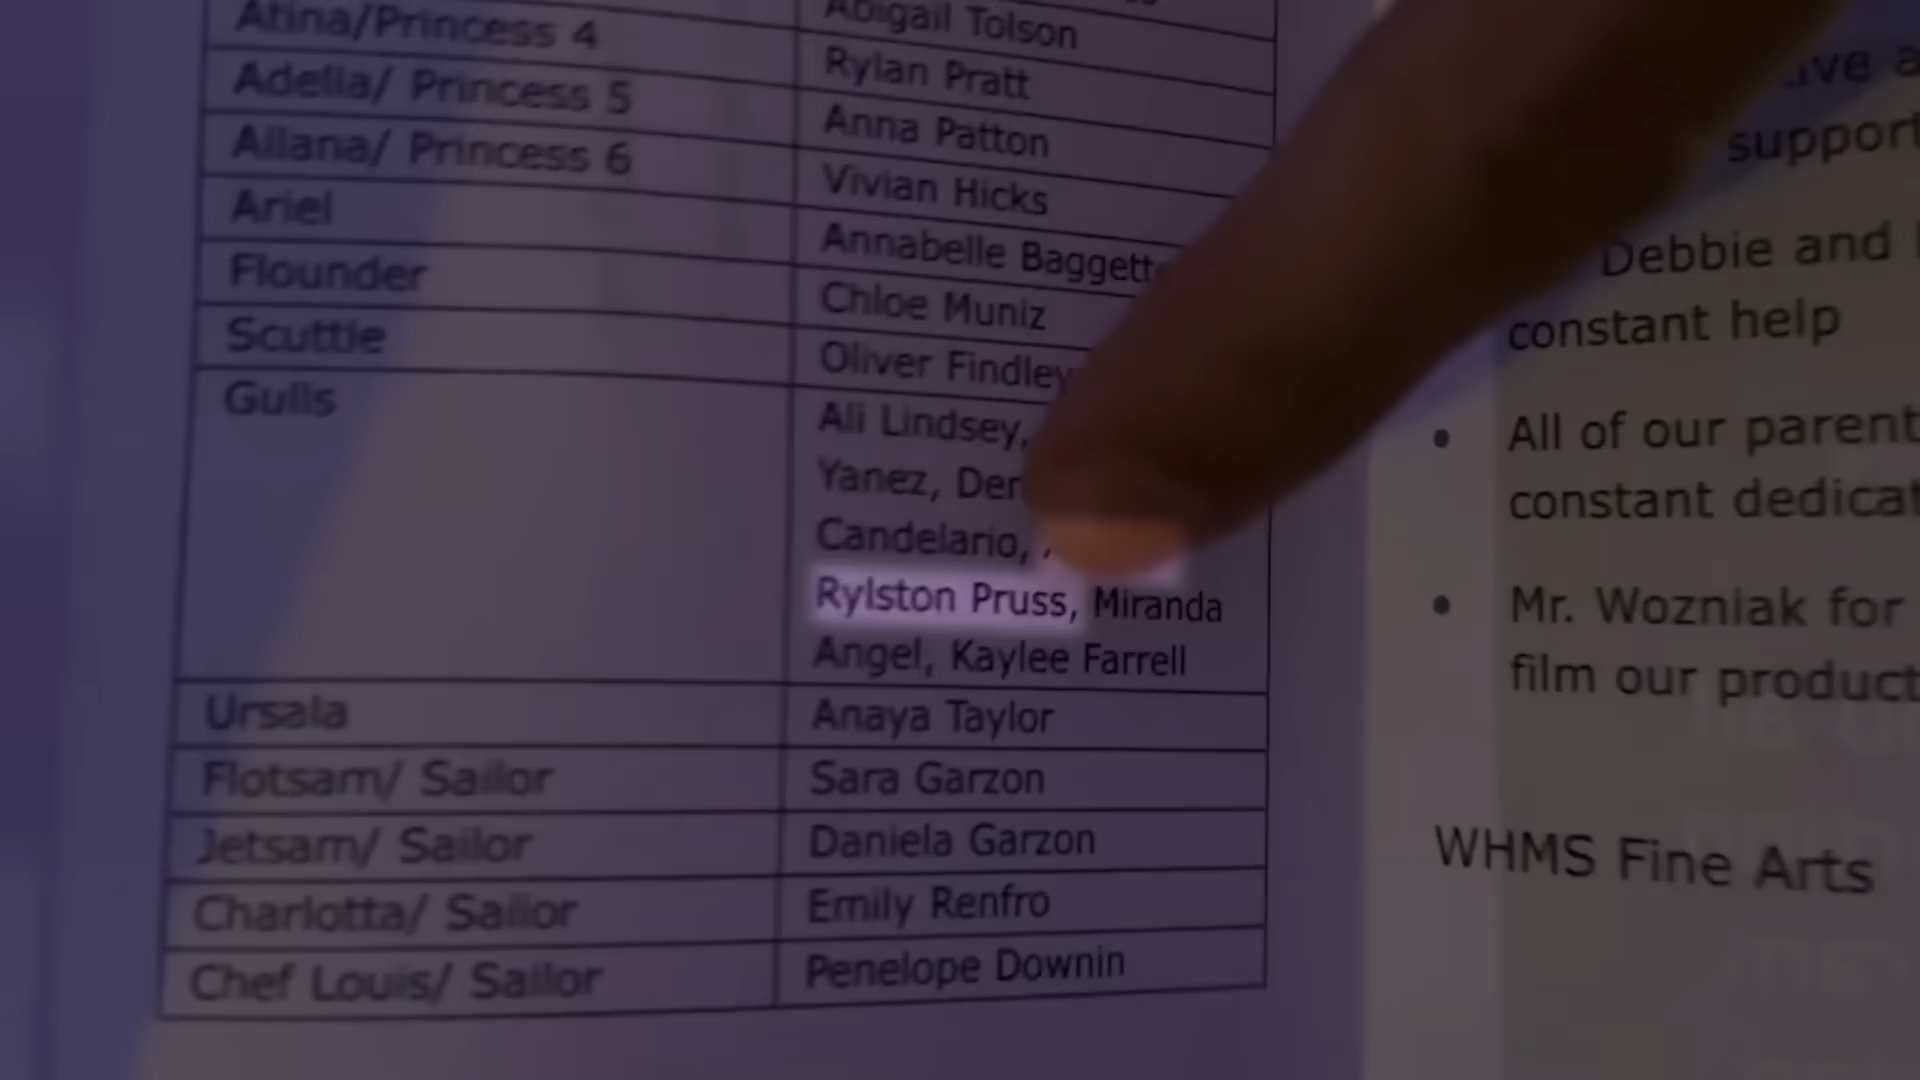 Atina/Princess 4
Abigail Tolson
Adella/ Princess 5
Rylan Pratt
Allana/ Princess 6
Anna Patton
Ariel
Vivian Hicks
Flounder
Annabelle Baggett
Scuttle
Chloe Muniz
Gulls
Oliver Findley
Ali Lindsey,
Yanez,
Candelario,
Rylston Pruss, Miranda
Angel, Kaylee Farrell
Ursala
Anaya Taylor
Flotsam/ Sailor
Sara Garzon
Jetsam/ Sailor
Daniela Garzon
Charlotta/ Sailor
Emily Renfro
Chef Louis/ Sailor
Penelope Downin
support
Debbie and
constant help
• All of our parent
constant
• Mr. Wozniak for
film our
WHMS Fine Arts